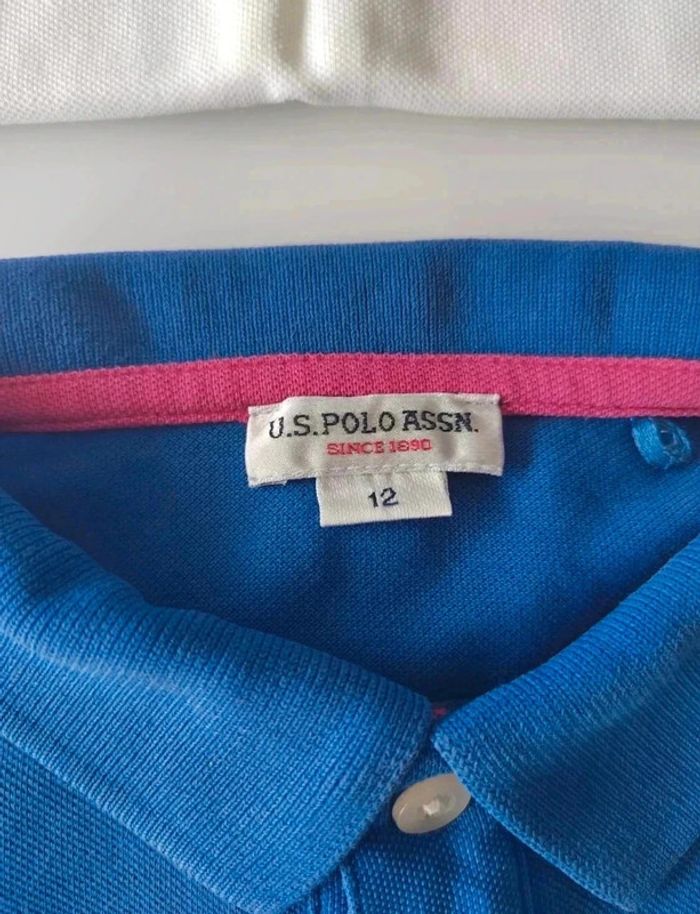 U.S. POLO ASSN.
SINCE 1890
12